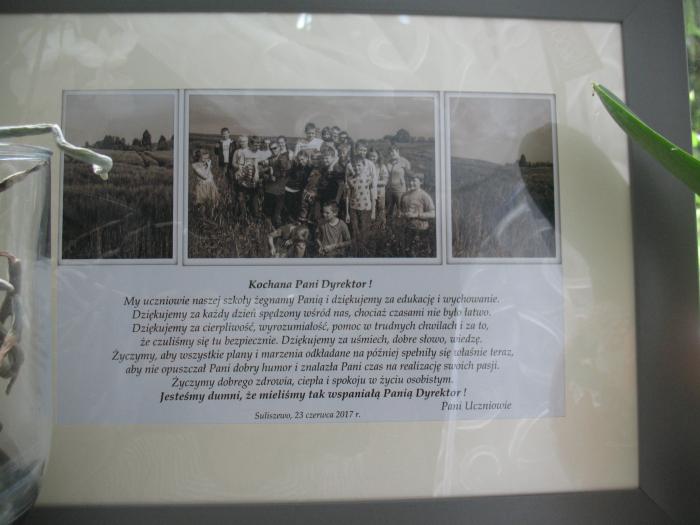 Kochana Pani Dyrektor !
My uczniowie naszej szkoły żegnamy Panią i dziękujemy za edukację i wychowanie.
Dziękujemy za każdy dzień spędzony wśród nas, chociaż czasami nie było łatwo.
Dziękujemy za cierpliwość, wyrozumiałość, pomoc w trudnych chwilach i za to,
że czuliśmy się tu bezpiecznie. Dziękujemy za uśmiech, dobre słowo, wiedzę.
Życzymy, aby wszystkie plany i marzenia odkładane na później spełniły się właśnie teraz,
aby nie opuszczał Pani dobry humor i znalazła Pani czas na realizację swoich pasji.
Życzymy dobrego zdrowia, ciepła i spokoju w życiu osobistym.
Jesteśmy dumni, że mieliśmy tak wspaniałą Panią Dyrektor !
Pani Uczniowie
Suliszewo, 23 czerwca 2017 r.